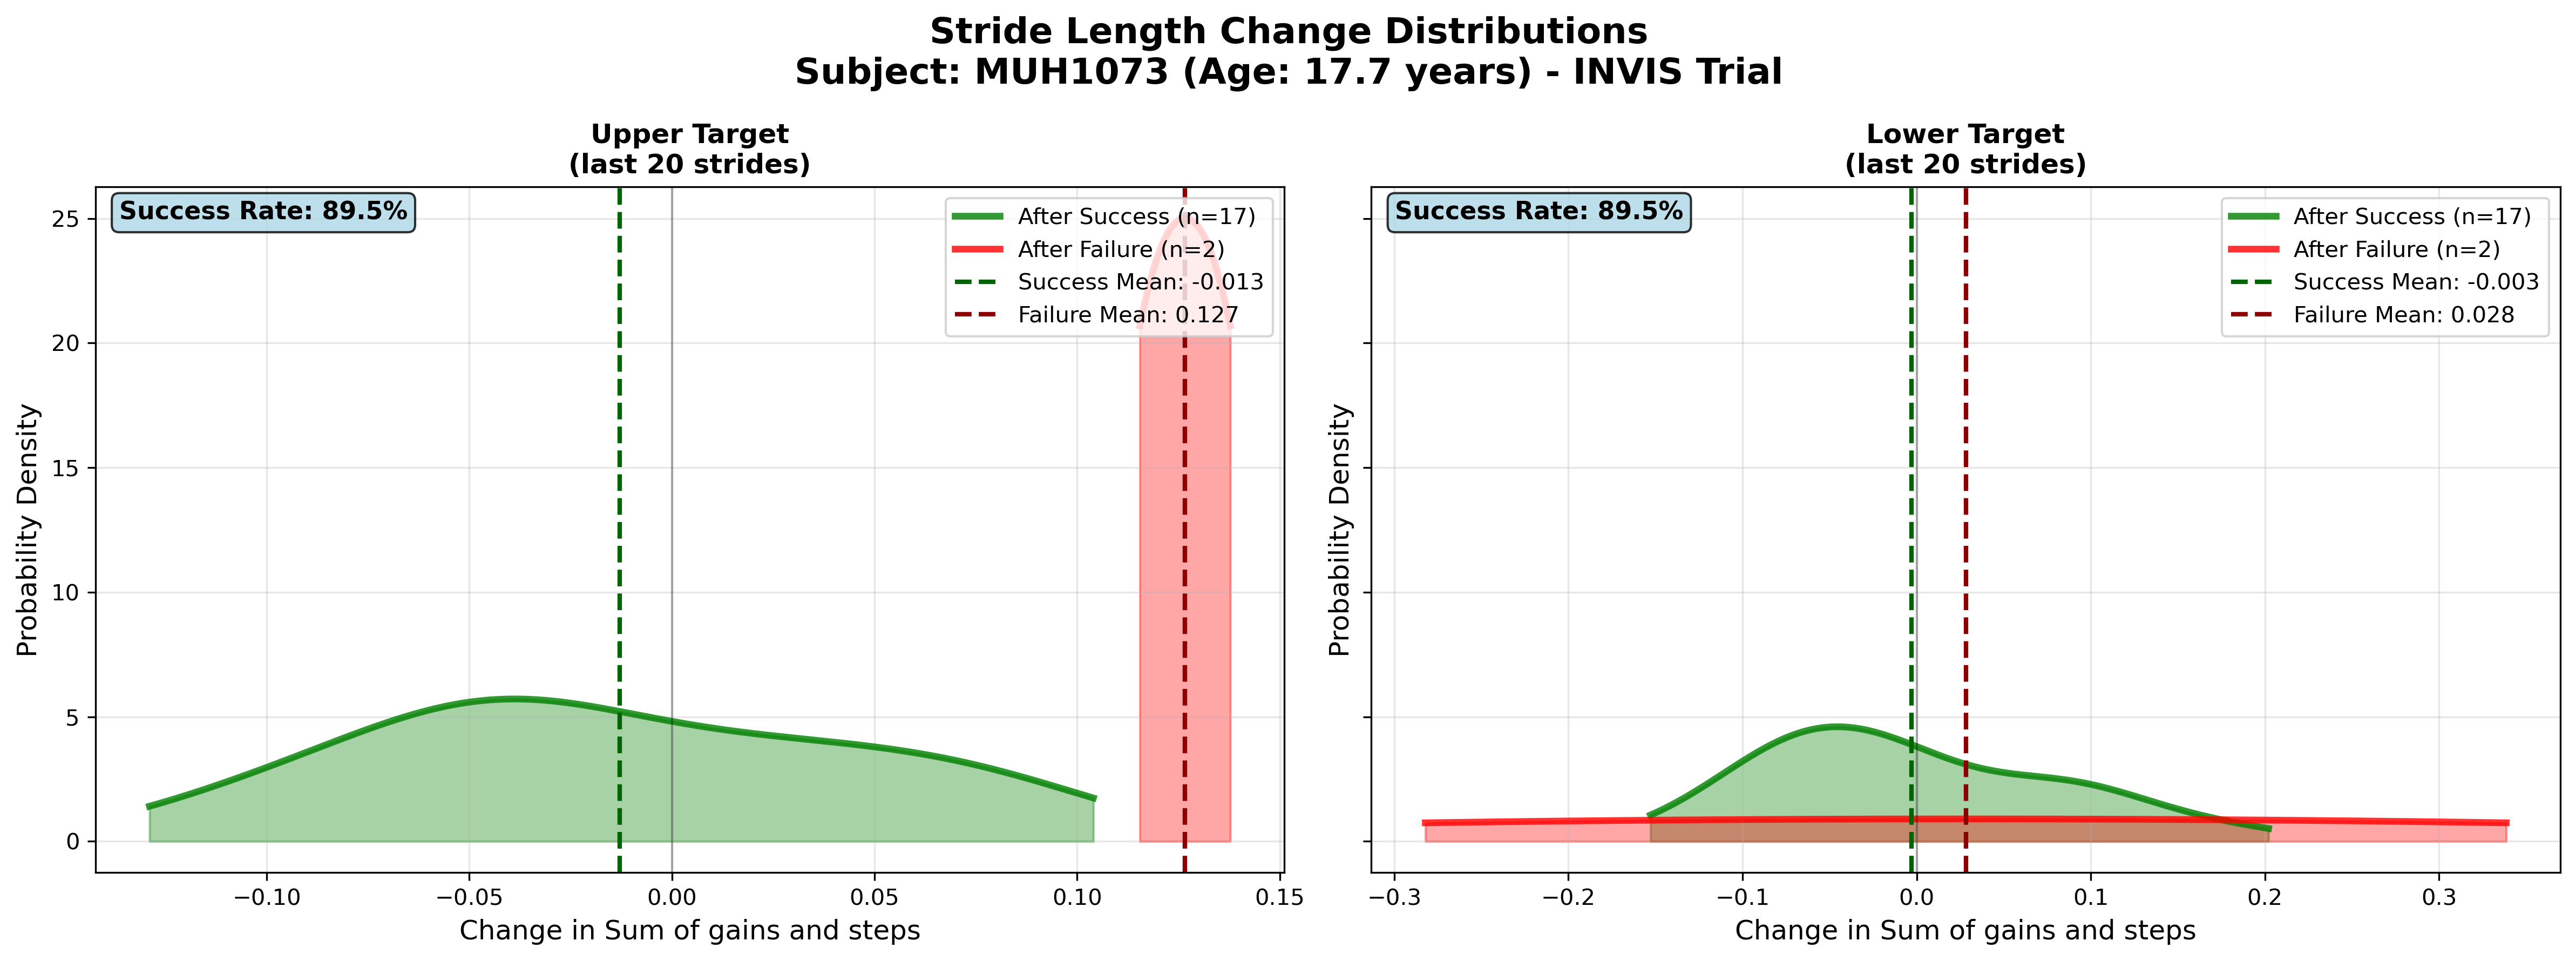 Stride Length Change Distributions
Subject: MUH1073 (Age: 17.7 years) - INVIS Trial
Upper Target
(last 20 strides)
Success Rate: 89.5%
After Success (n=17)
After Failure (n=2)
Success Mean: -0.013
Failure Mean: 0.127
Probability Density
25
20
15
10
5
0
−0.10
−0.05
0.00
0.05
0.10
0.15
Change in Sum of gains and steps
Lower Target
(last 20 strides)
Success Rate: 89.5%
After Success (n=17)
After Failure (n=2)
Success Mean: -0.003
Failure Mean: 0.028
Probability Density
−0.3
−0.2
−0.1
0.0
0.1
0.2
0.3
Change in Sum of gains and steps